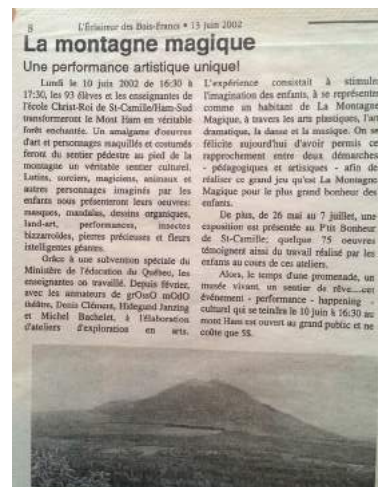 8 L'Écraiteur des Bois-Francs • 13 juin 2002
La montagne magique
Une performance artistique unique!
Lundi le 10 juin 2002 de 16:30 à
17:30, les 93 élèves et les enseignantes de
l'école Christ-Roi de St-Camille/Ham-Sud
transformeront le Mont Ham en véritable
forêt enchantée. Un amalgame d'oeuvres
d'art et personnages maquillés et costumés
feront du sentier pédestre au pied de la
montagne un véritable sentier culturel.
Lutins, sorciers, magiciens, animaux et
autres personnages imaginés par les
enfants nous présenteront leurs oeuvres:
masques, mandalas, dessins organiques,
land-art, performances, insectes
bizzaroïdes, pierres précieuses et fleurs
intelligentes géantes.
Grâce à une subvention spéciale du
Ministère de l'éducation du Québec, les
enseignantes on travaillé. Depuis février,
avec les animateurs de grOsO mOdO
théâtre, Denis Clément, Hildegund Janzing
et Michel Bachelet, à l'élaboration
d'ateliers d'exploration en arts.
L'expérience consistait à stimule
l'imagination des enfants, à se représente
comme un habitant de La Montagne
Magique, à travers les arts plastiques, l'art
dramatique, la danse et la musique. On se
félicite aujourd'hui d'avoir permis ce
rapprochement entre deux démarches
- pédagogiques et artistiques - afin de
réaliser ce grand jeu qu'est La Montagne
Magique pour le plus grand bonheur des
enfants.
De plus, de 26 mai au 7 juillet, une
exposition est présentée au P'tit Bonheur
de St-Camille; quelque 75 oeuvres
témoignent ainsi du travail réalisé par les
enfants au cours de ces ateliers.
Alors, le temps d'une promenade, un
musée vivant, un sentier de rêve....cet
événement - performance - happening -
culturel qui se teindra le 10 juin à 16:30 au
mont Ham est ouvert au grand public et ne
coûte que 5$.